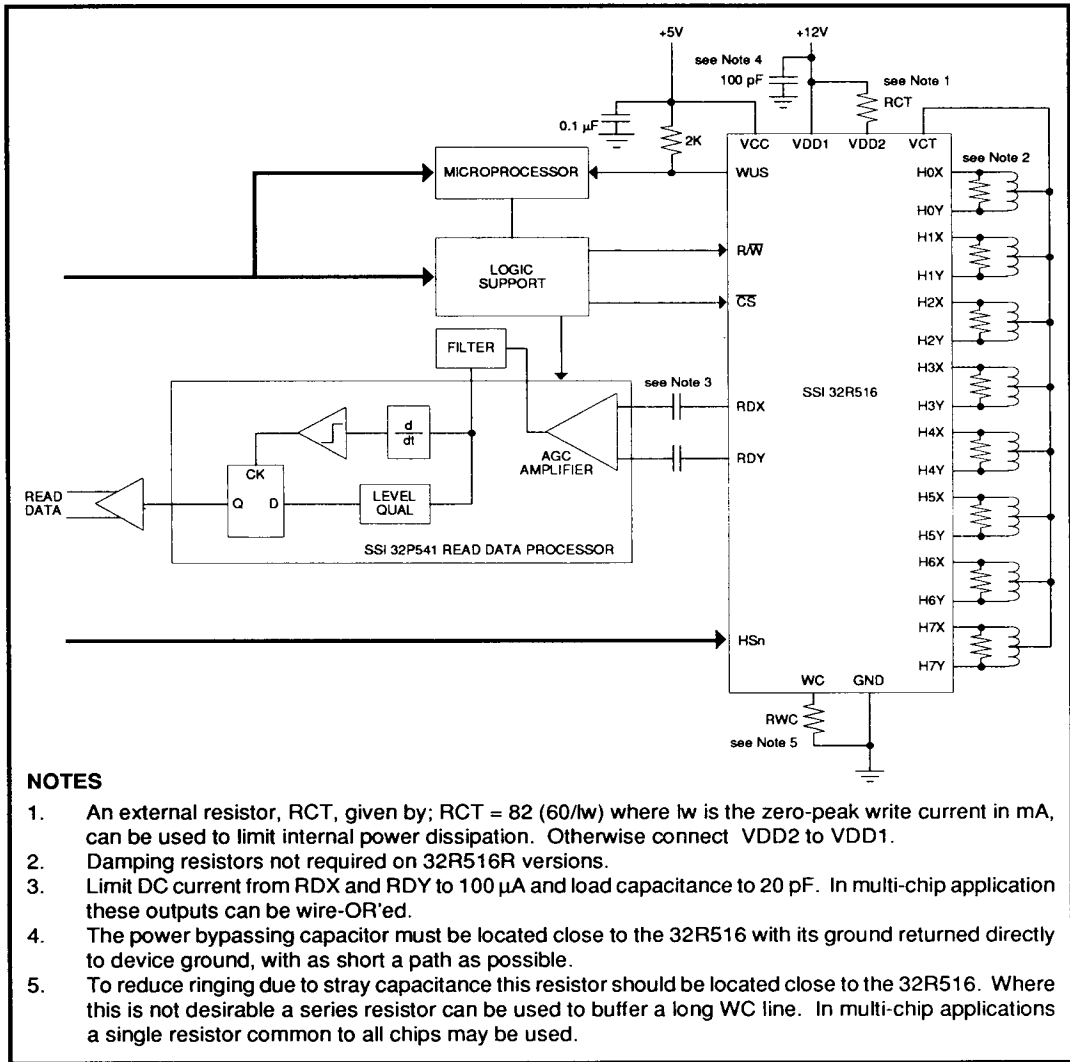 +5V
+12V
see Note 4
100 pF
see Note 1
RCT
0.1 µF
2K
VCC
VDD1
VDD2
VCT
MICROPROCESSOR
WUS
see Note 2
H0X
H0Y
H1X
H1Y
LOGIC
SUPPORT
R/W̅
C̅S̅
H2X
H2Y
FILTER
see Note 3
SSI 32R516
H3X
H3Y
d
dt
AGC
AMPLIFIER
RDX
RDY
H4X
H4Y
CK
Q
D
LEVEL
QUAL
READ
DATA
H5X
H5Y
SSI 32P541 READ DATA PROCESSOR
H6X
H6Y
HSn
H7X
H7Y
WC
GND
RWC
see Note 5
NOTES
1. An external resistor, RCT, given by; RCT = 82 (60/Iw) where Iw is the zero-peak write current in mA,
can be used to limit internal power dissipation. Otherwise connect VDD2 to VDD1.
2. Damping resistors not required on 32R516R versions.
3. Limit DC current from RDX and RDY to 100 µA and load capacitance to 20 pF. In multi-chip application
these outputs can be wire-OR'ed.
4. The power bypassing capacitor must be located close to the 32R516 with its ground returned directly
to device ground, with as short a path as possible.
5. To reduce ringing due to stray capacitance this resistor should be located close to the 32R516. Where
this is not desirable a series resistor can be used to buffer a long WC line. In multi-chip applications
a single resistor common to all chips may be used.